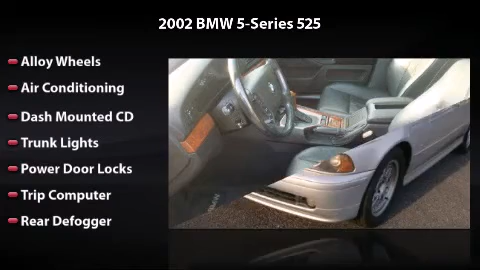 2002 BMW 5-Series 525
Alloy Wheels
Air Conditioning
Dash Mounted CD
Trunk Lights
Power Door Locks
Trip Computer
Rear Defogger